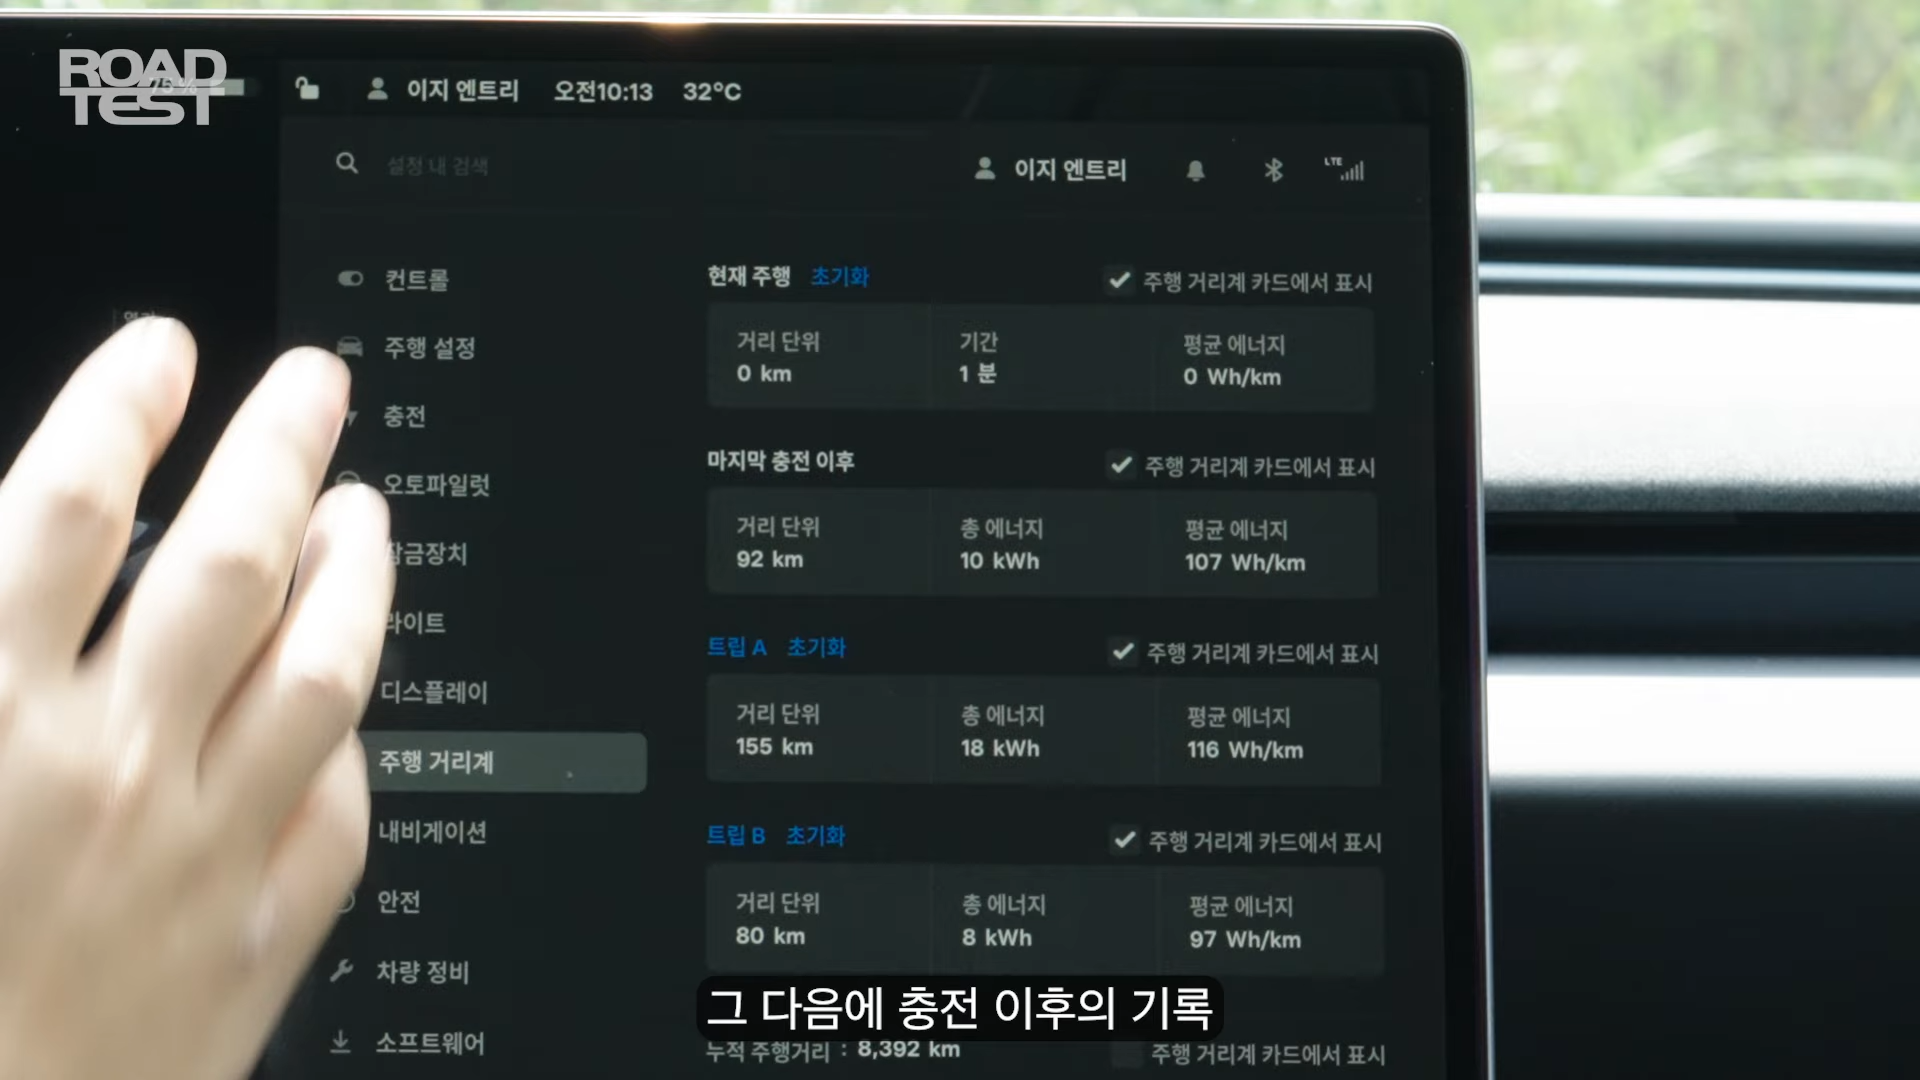 ROAD
TEST
이지 엔트리 오전10:13 32°C
설정 내 검색
이지 엔트리
LTE
컨트롤
주행 설정
충전
오토파일럿
잠금장치
라이트
디스플레이
주행 거리계
내비게이션
안전
차량 정비
소프트웨어
현재 주행 초기화
주행 거리계 카드에서 표시
거리 단위 기간 평균 에너지
0 km 1 분 0 Wh/km
마지막 충전 이후
주행 거리계 카드에서 표시
거리 단위 총 에너지 평균 에너지
92 km 10 kWh 107 Wh/km
트립 A 초기화
주행 거리계 카드에서 표시
거리 단위 총 에너지 평균 에너지
155 km 18 kWh 116 Wh/km
트립 B 초기화
주행 거리계 카드에서 표시
거리 단위 총 에너지 평균 에너지
80 km 8 kWh 97 Wh/km
그 다음에 충전 이후의 기록
누적 주행거리 : 8,392 km
주행 거리계 카드에서 표시